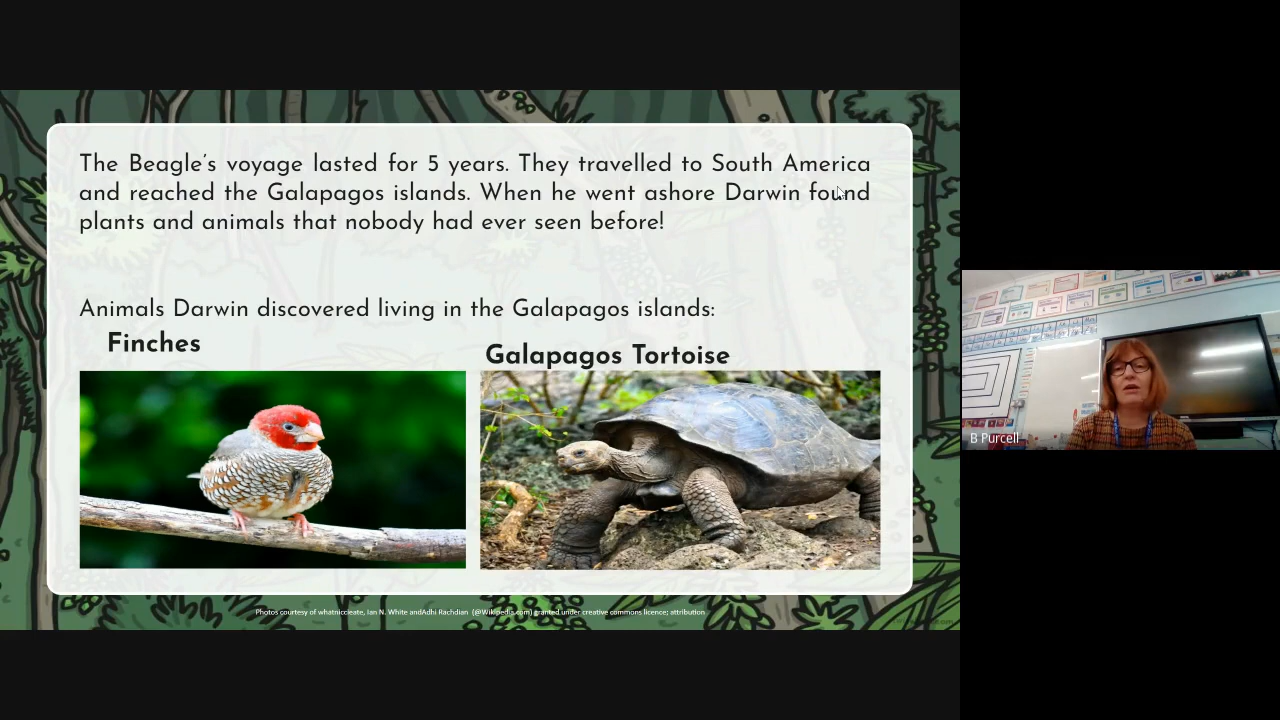 The Beagle's voyage lasted for 5 years. They travelled to South America
and reached the Galapagos islands. When he went ashore Darwin found
plants and animals that nobody had ever seen before!
Animals Darwin discovered living in the Galapagos islands:
Finches
Galapagos Tortoise
Photos courtesy of whatniccieate, Ian N. White andAdhi Rachdian (@Wikipedia.com) granted under creative commons licence; attribution
B Purcell